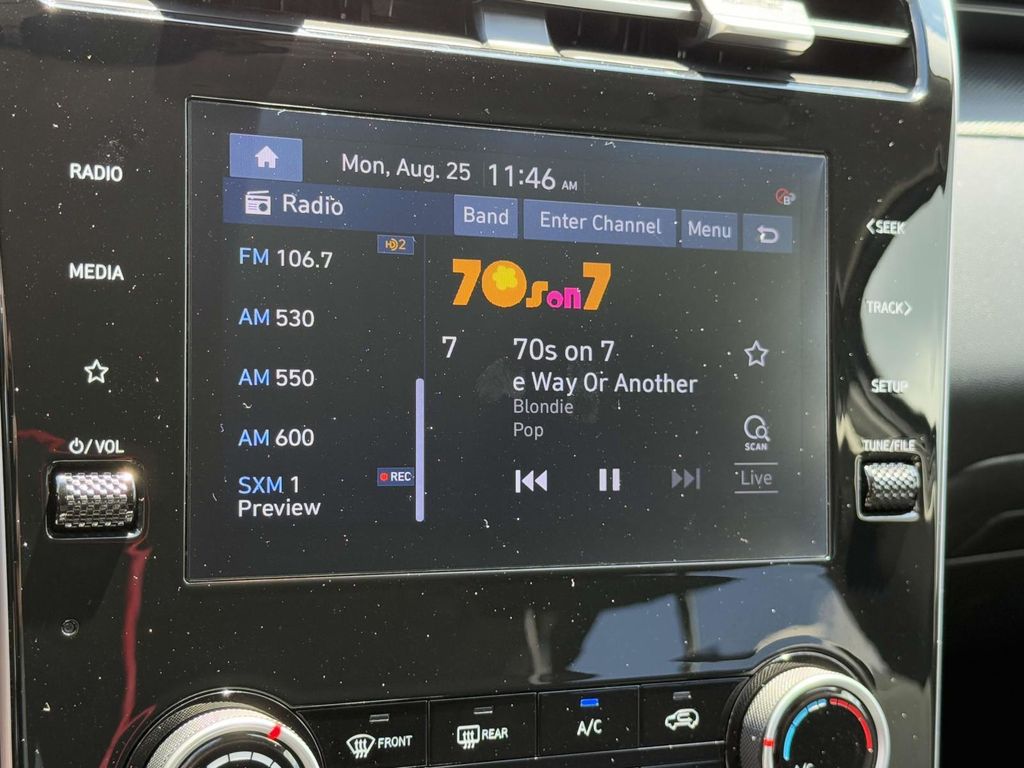 RADIO
MEDIA
/ VOL
Mon, Aug. 25 11:46 AM
B
Radio
Band
Enter Channel
Menu
FM 106.7
HD2
AM 530
AM 550
AM 600
SXM 1
REC
Preview
70s on 7
7
70s on 7
e Way Or Another
Blondie
Pop
SCAN
Live
<SEEK
TRACK>
SETUP
TUNE/FILE
FRONT
REAR
A/C